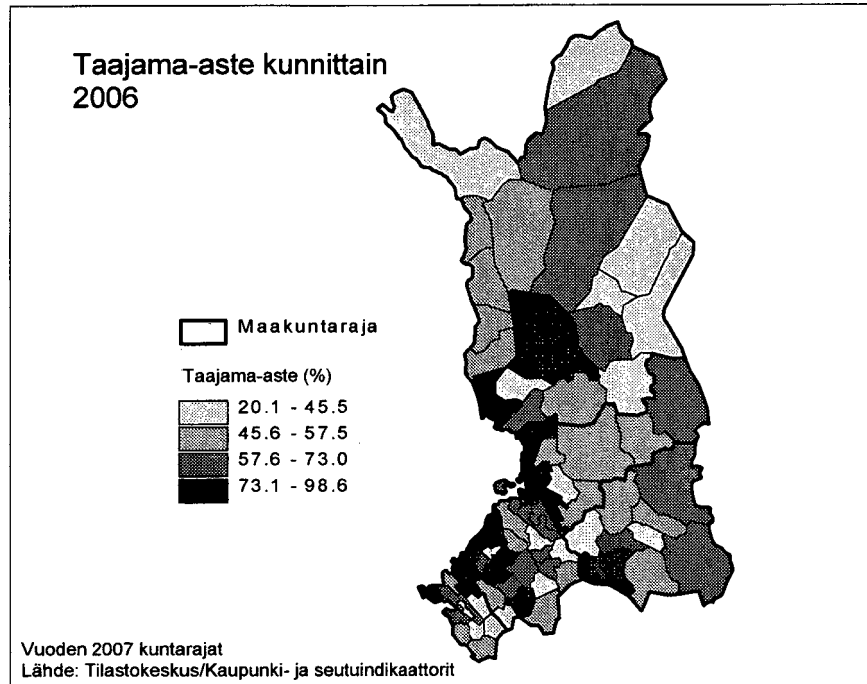 Taajama-aste kunnittain
2006
Maakuntaraja
Taajama-aste (%)
20.1 - 45.5
45.6 - 57.5
57.6 - 73.0
73.1 - 98.6
Vuoden 2007 kuntarajat
Lähde: Tilastokeskus/Kaupunki- ja seutuindikaattorit